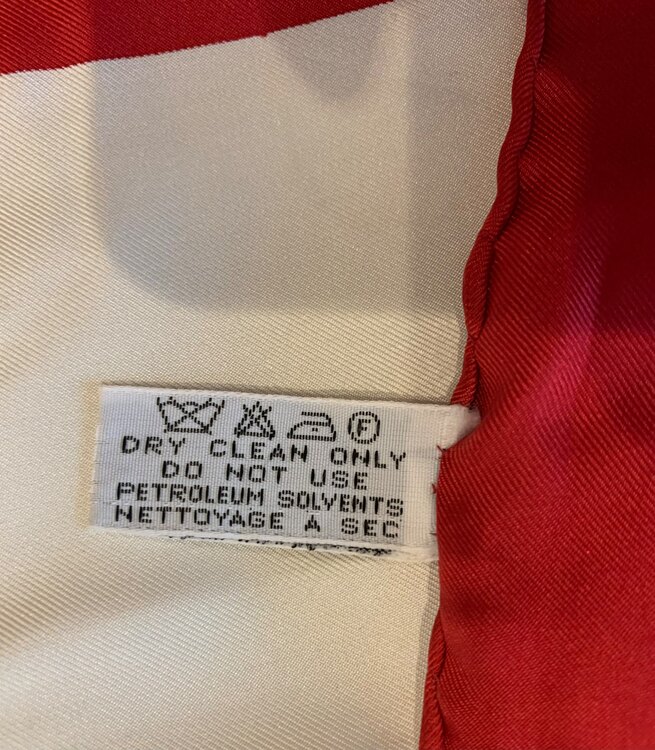 F
DRY CLEAN ONLY
DO NOT USE
PETROLEUM SOLVENTS
NETTOYAGE A SEC